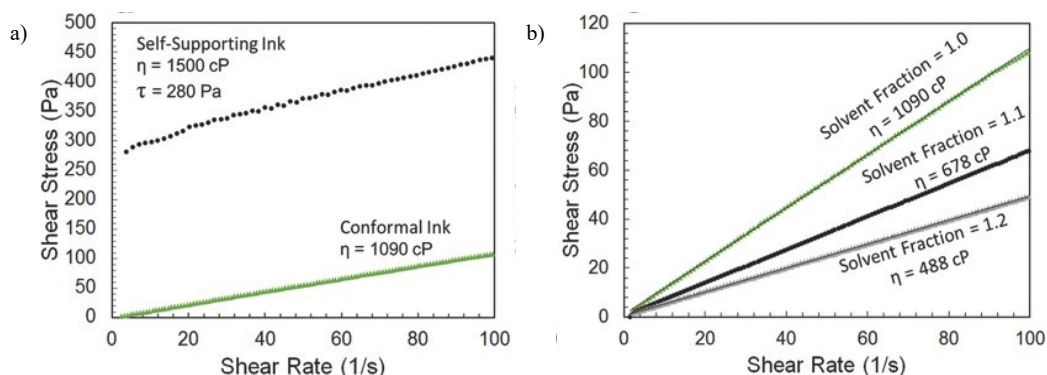 a)
Shear Stress (Pa)
500
450
400
350
300
250
200
150
100
50
0
Self-Supporting Ink
η = 1500 cP
τ = 280 Pa
Conformal Ink
η = 1090 cP
0
20
40
60
80
100
Shear Rate (1/s)
b)
Shear Stress (Pa)
120
100
80
60
40
20
0
Solvent Fraction = 1.0
η = 1090 cP
Solvent Fraction = 1.1
η = 678 cP
Solvent Fraction = 1.2
η = 488 cP
0
20
40
60
80
100
Shear Rate (1/s)